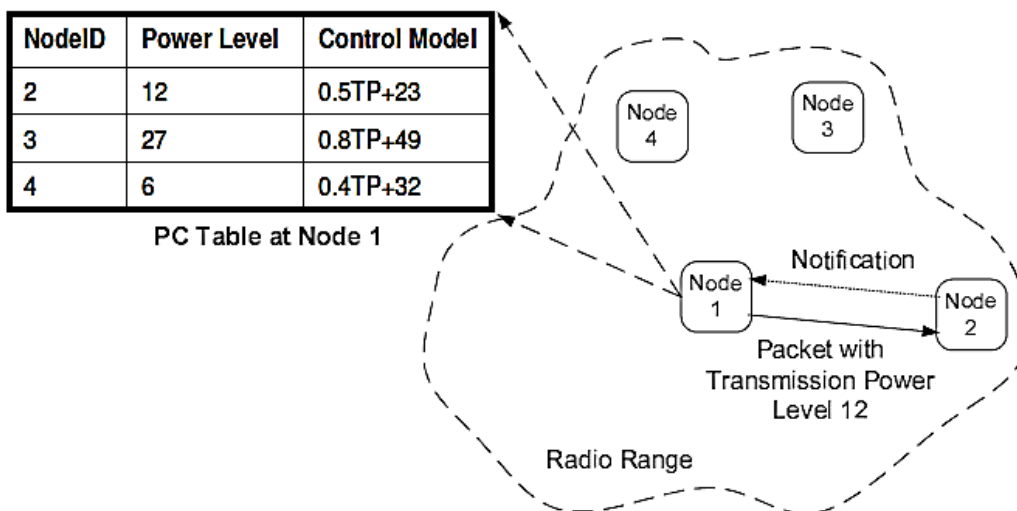 NodeID Power Level Control Model
2 12 0.5TP+23
3 27 0.8TP+49
4 6 0.4TP+32
PC Table at Node 1
Node
4
Node
3
Notification
Node
1
Node
2
Packet with
Transmission Power
Level 12
Radio Range